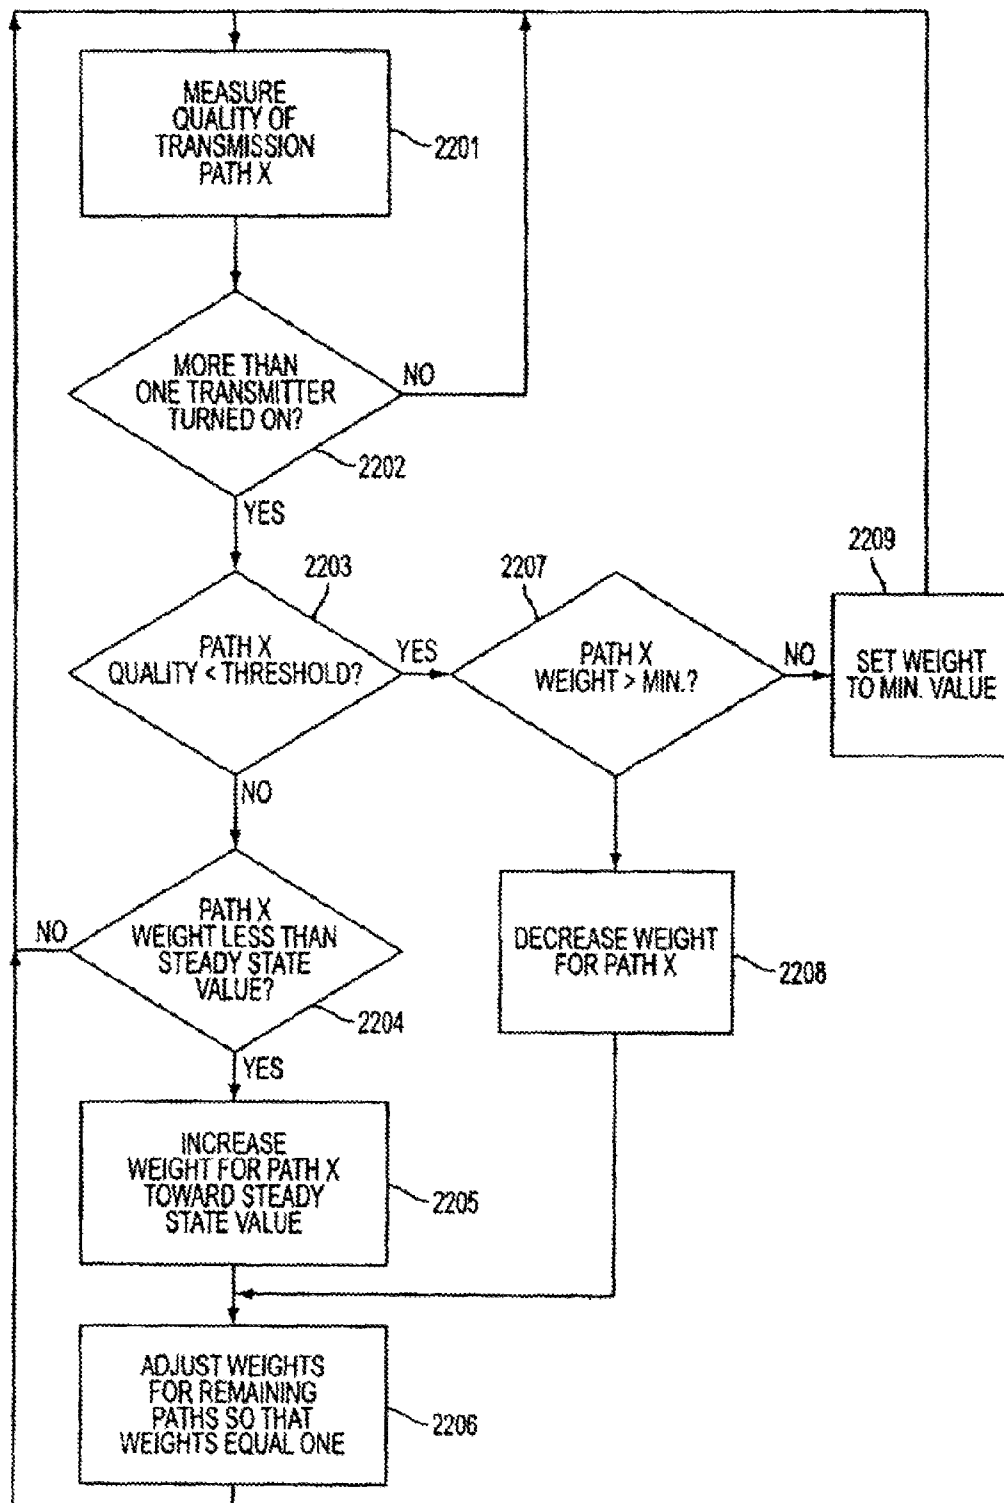 MEASURE
QUALITY OF
TRANSMISSION
PATH X
2201
MORE THAN
ONE TRANSMITTER
TURNED ON?
NO
2202
YES
2203
PATH X
QUALITY < THRESHOLD?
YES
2207
PATH X
WEIGHT > MIN.?
NO
2209
SET WEIGHT
TO MIN. VALUE
NO
PATH X
WEIGHT LESS THAN
STEADY STATE
VALUE?
NO
2204
YES
DECREASE WEIGHT
FOR PATH X
2208
INCREASE
WEIGHT FOR PATH X
TOWARD STEADY
STATE VALUE
2205
ADJUST WEIGHTS
FOR REMAINING
PATHS SO THAT
WEIGHTS EQUAL ONE
2206